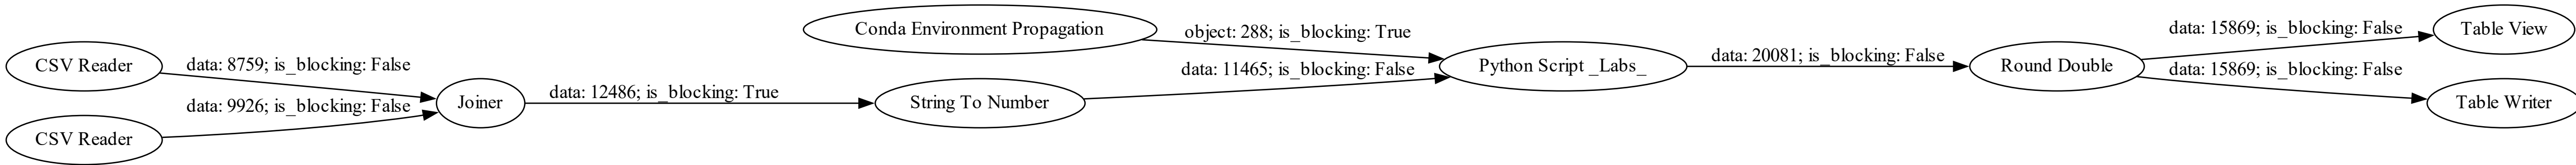 CSV Reader
data: 8759; is_blocking: False
CSV Reader
data: 9926; is_blocking: False
Joiner
data: 12486; is_blocking: True
Conda Environment Propagation
object: 288; is_blocking: True
String To Number
data: 11465; is_blocking: False
Python Script _Labs_
data: 20081; is_blocking: False
Round Double
data: 15869; is_blocking: False
Table View
data: 15869; is_blocking: False
Table Writer